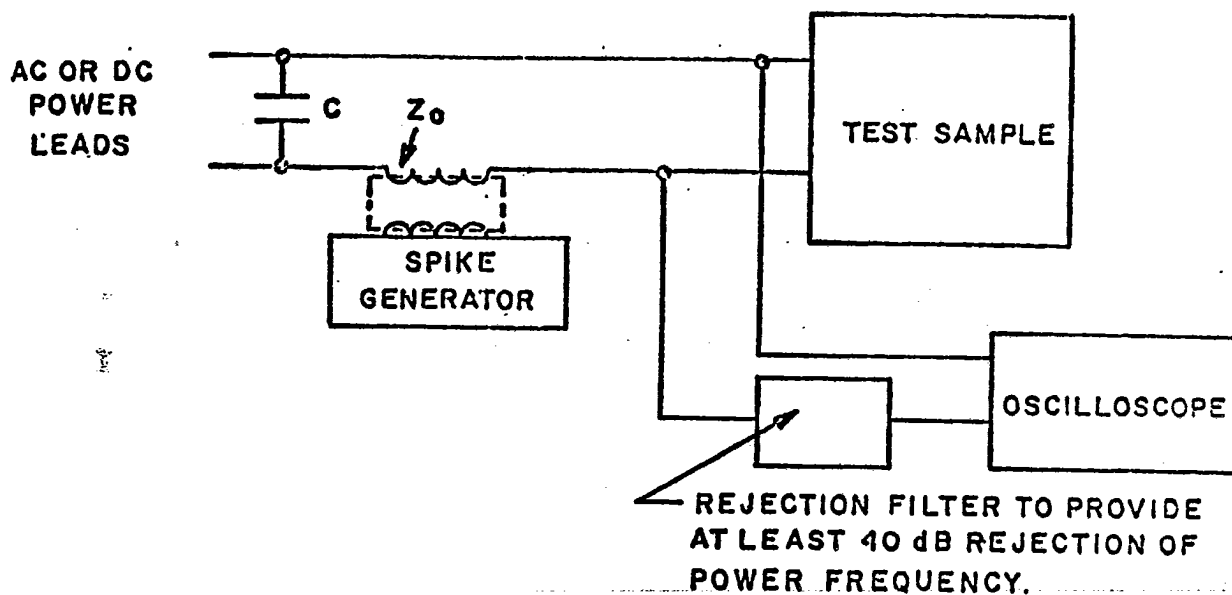 AC OR DC
POWER
LEADS
C
Zo
TEST SAMPLE
SPIKE
GENERATOR
OSCILLOSCOPE
REJECTION FILTER TO PROVIDE
AT LEAST 40 dB REJECTION OF
POWER FREQUENCY.